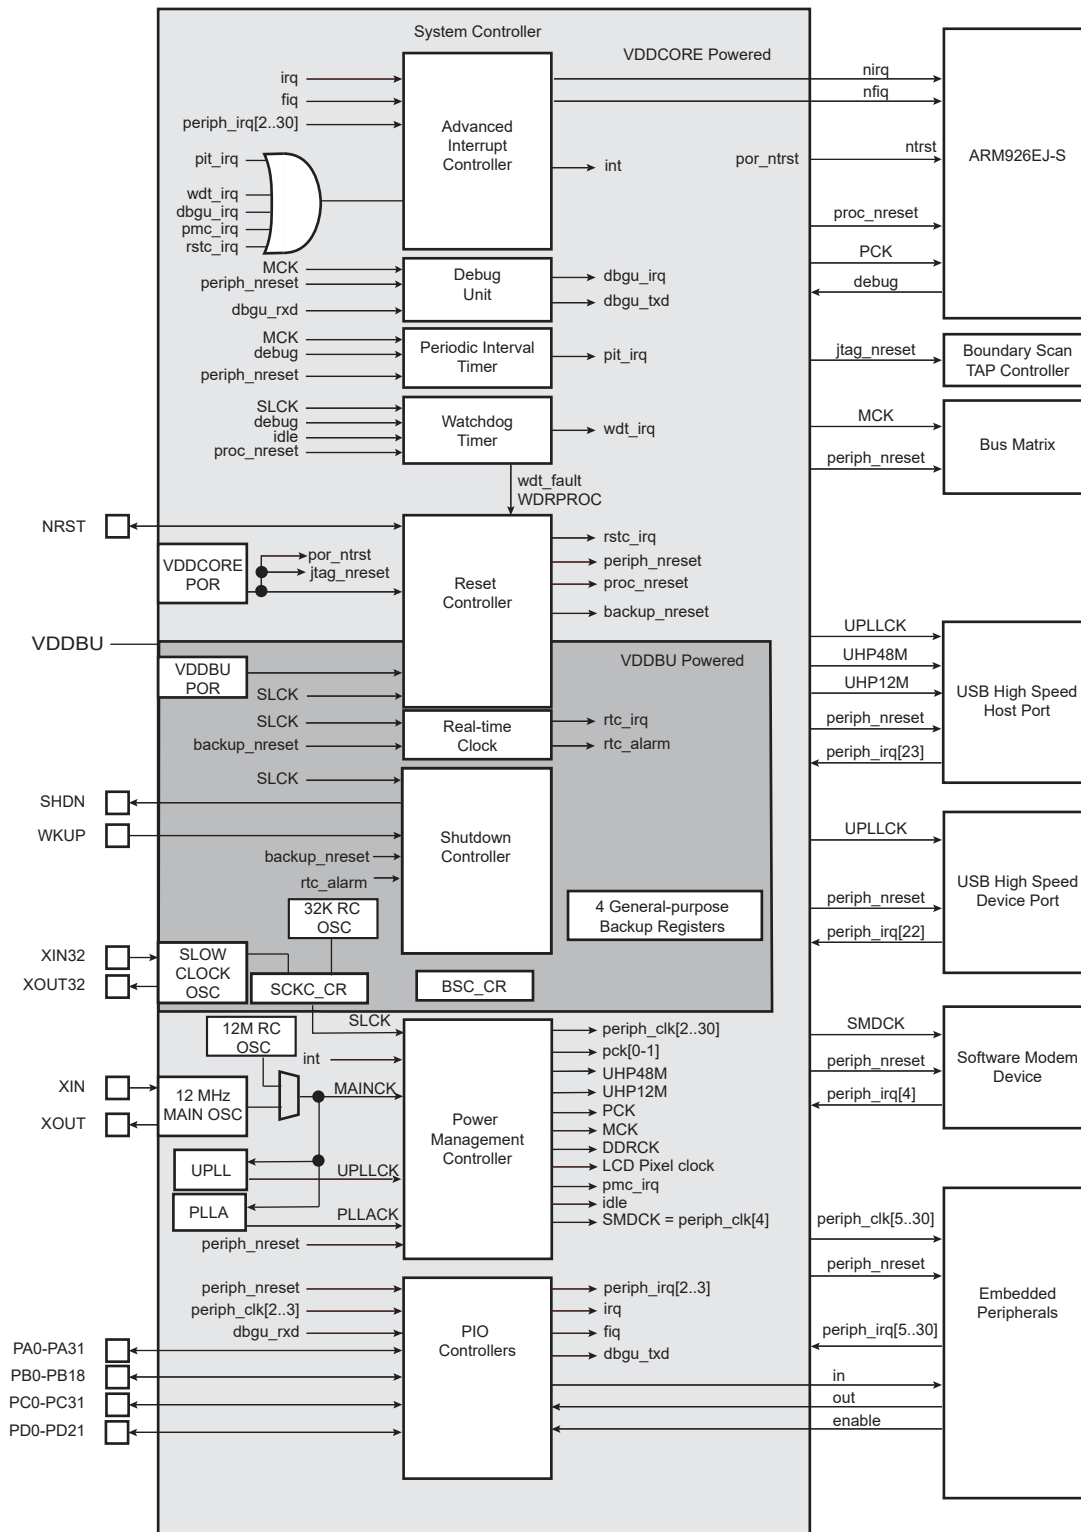 System Controller
VDDCORE Powered
irq
fiq
periph_irq[2..30]
pit_irq
wdt_irq
dbgu_irq
pmc_irq
rstc_irq
Advanced
Interrupt
Controller
int
nirq
nfiq
por_ntrst
ntrst
proc_nreset
PCK
debug
ARM926EJ-S
MCK
periph_nreset
dbgu_rxd
Debug
Unit
dbgu_irq
dbgu_txd
MCK
debug
periph_nreset
Periodic Interval
Timer
pit_irq
jtag_nreset
Boundary Scan
TAP Controller
SLCK
debug
idle
proc_nreset
Watchdog
Timer
wdt_irq
MCK
periph_nreset
Bus Matrix
wdt_fault
WDRPROC
NRST
VDDCORE
POR
por_ntrst
jtag_nreset
Reset
Controller
rstc_irq
periph_nreset
proc_nreset
backup_nreset
VDDBU
VDDBU Powered
VDDBU
POR
SLCK
UPLLCK
UHP48M
UHP12M
periph_nreset
periph_irq[23]
USB High Speed
Host Port
SLCK
backup_nreset
Real-time
Clock
rtc_irq
rtc_alarm
SLCK
SHDN
WKUP
backup_nreset
rtc_alarm
Shutdown
Controller
4 General-purpose
Backup Registers
UPLLCK
periph_nreset
periph_irq[22]
USB High Speed
Device Port
32K RC
OSC
XIN32
XOUT32
SLOW
CLOCK
OSC
SCKC_CR
BSC_CR
SLCK
12M RC
OSC
int
XIN
XOUT
12 MHz
MAIN OSC
MAINCK
UPLL
UPLLCK
PLLA
PLLACK
periph_nreset
Power
Management
Controller
periph_clk[2..30]
pck[0-1]
UHP48M
UHP12M
PCK
MCK
DDRCK
LCD Pixel clock
pmc_irq
idle
SMDCK = periph_clk[4]
SMDCK
periph_nreset
periph_irq[4]
Software Modem
Device
periph_nreset
periph_clk[2..3]
dbgu_rxd
PA0-PA31
PB0-PB18
PC0-PC31
PD0-PD21
PIO
Controllers
periph_irq[2..3]
irq
fiq
dbgu_txd
periph_clk[5..30]
periph_nreset
periph_irq[5..30]
in
out
enable
Embedded
Peripherals